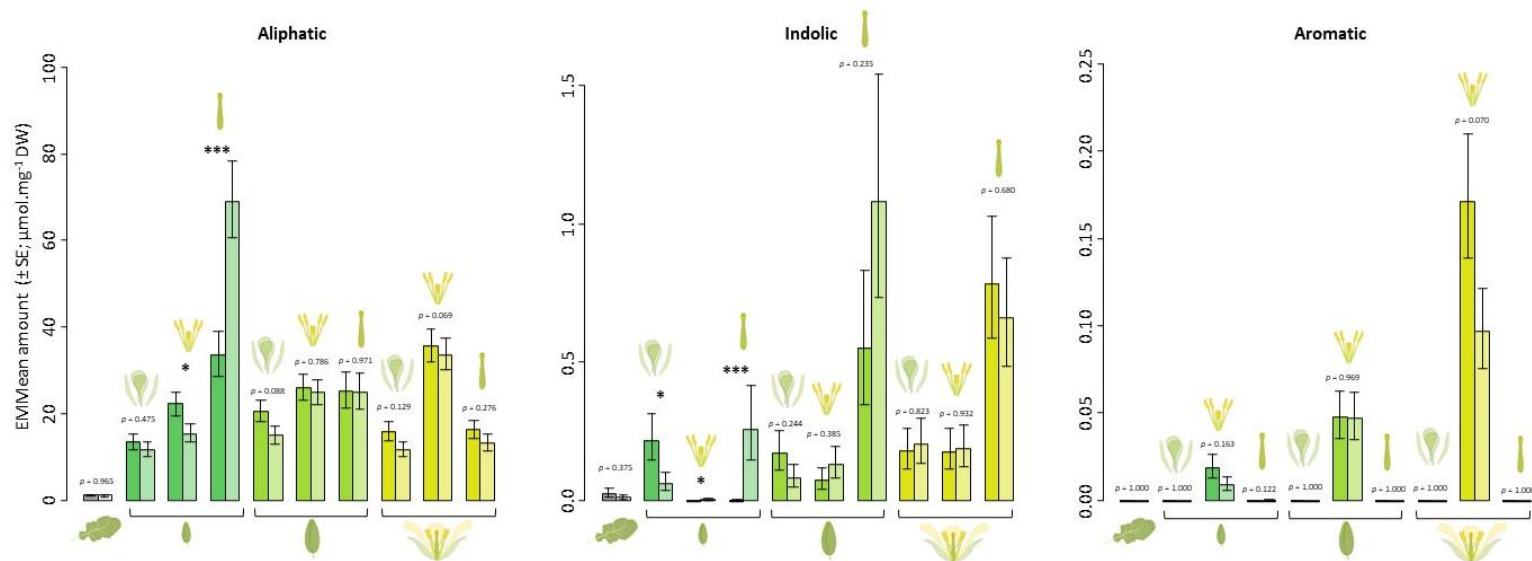 Aliphatic
EMMean amount (± SE; μmol.mg⁻¹ DW)
100
80
60
40
20
0
p = 0.965
p = 0.475
*
***
p = 0.088
p = 0.786
p = 0.971
p = 0.129
p = 0.069
p = 0.276
Indolic
1.5
1.0
0.5
0.0
p = 0.375
*
*
***
p = 0.244
p = 0.385
p = 0.235
p = 0.823
p = 0.932
p = 0.680
Aromatic
0.25
0.20
0.15
0.10
0.05
0.00
p = 1.000
p = 1.000
p = 0.163
p = 0.122
p = 1.000
p = 0.969
p = 1.000
p = 1.000
p = 0.070
p = 1.000